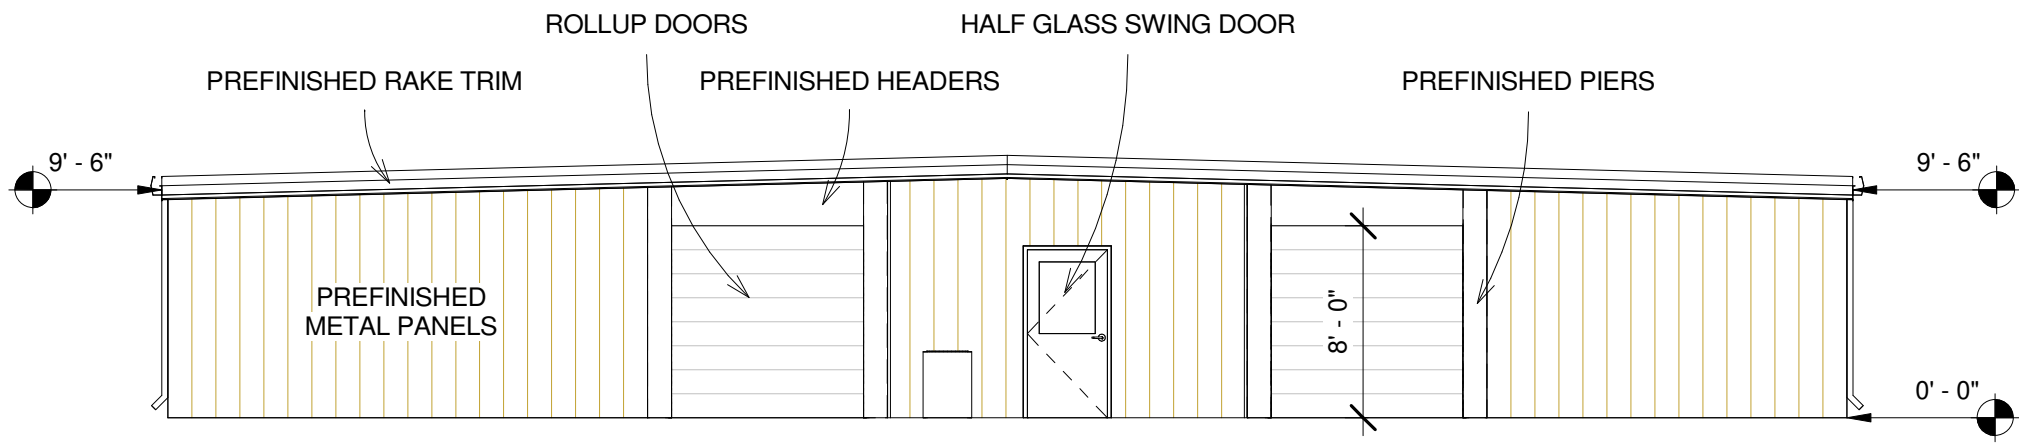 ROLLUP DOORS
HALF GLASS SWING DOOR
PREFINISHED RAKE TRIM
PREFINISHED HEADERS
PREFINISHED PIERS
9' - 6"
9' - 6"
PREFINISHED
METAL PANELS
8' - 0"
0' - 0"